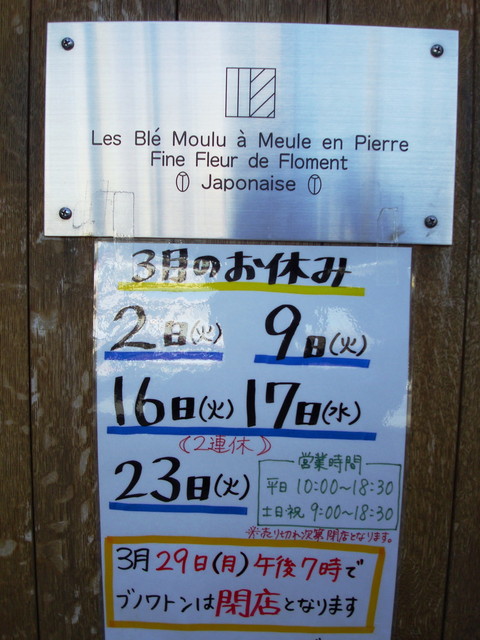 Les Blé Moulu à Meule en Pierre
Fine Fleur de Floment
Japonaise
3月のお休み
2日(火) 9日(火)
16日(火) 17日(水)
《2連休》
23日(火)
営業時間
平日 10:00〜18:30
土日・祝 9:00〜18:30
※売り切れ次第閉店となります。
3月29日(月)午後7時で
ブノワトンは閉店となります